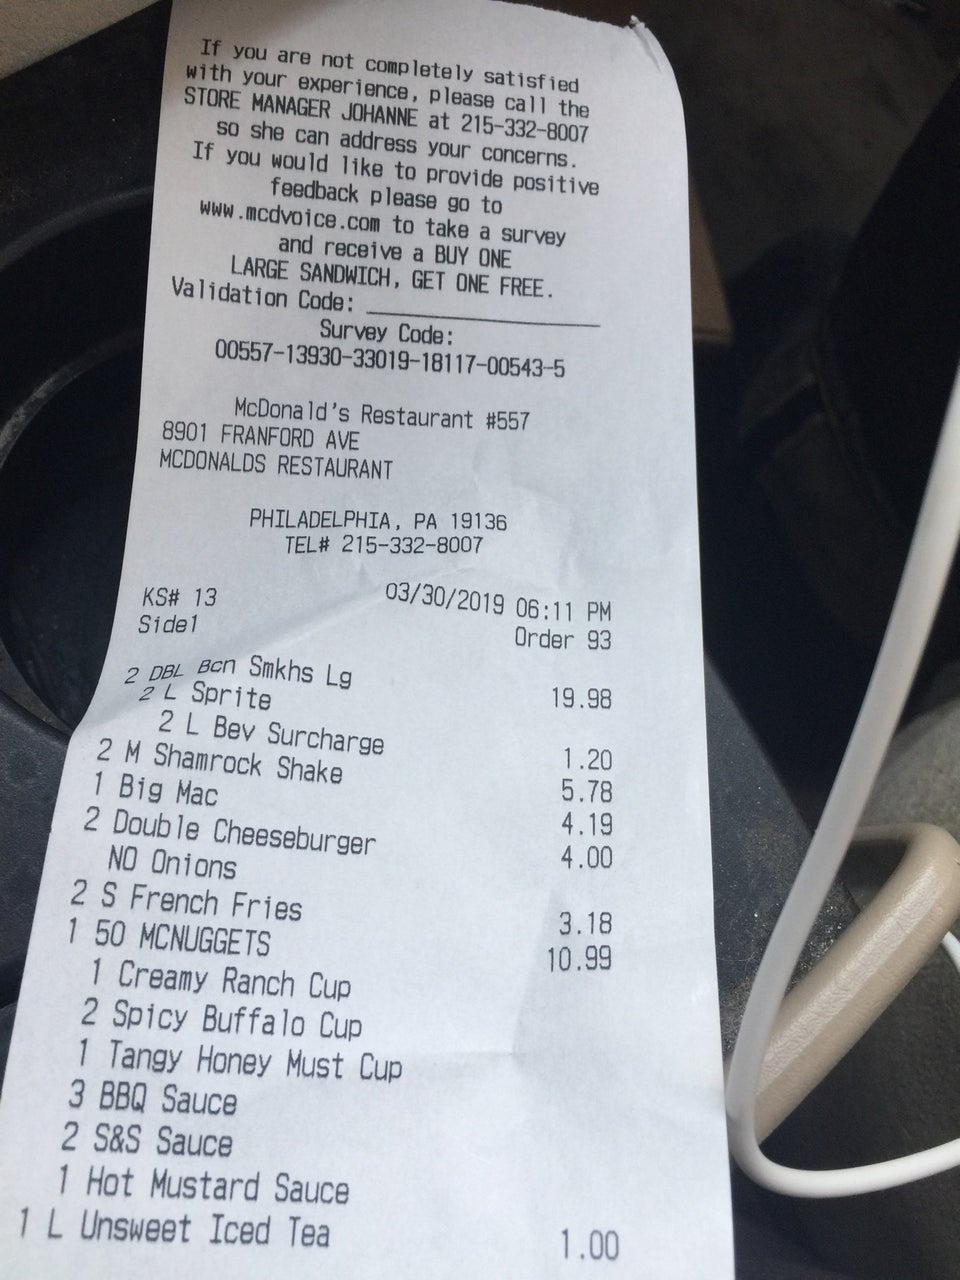 If you are not completely satisfied
with your experience, please call the
STORE MANAGER JOHANNE at 215-332-8007
so she can address your concerns.
If you would like to provide positive
feedback please go to
www.mcdvoice.com to take a survey
and receive a BUY ONE
LARGE SANDWICH, GET ONE FREE.
Validation Code: ____________________
Survey Code:
00557-13930-33019-18117-00543-5
McDonald's Restaurant #557
8901 FRANFORD AVE
MCDONALDS RESTAURANT
PHILADELPHIA, PA 19136
TEL# 215-332-8007
KS# 13 03/30/2019 06:11 PM
Side1 Order 93
2 DBL Bcn Smkhs Lg 19.98
2 L Sprite
2 L Bev Surcharge 1.20
2 M Shamrock Shake 5.78
1 Big Mac 4.19
2 Double Cheeseburger 4.00
NO Onions
2 S French Fries 3.18
1 50 MCNUGGETS 10.99
1 Creamy Ranch Cup
2 Spicy Buffalo Cup
1 Tangy Honey Must Cup
3 BBQ Sauce
2 S&S Sauce
1 Hot Mustard Sauce
1 L Unsweet Iced Tea 1.00